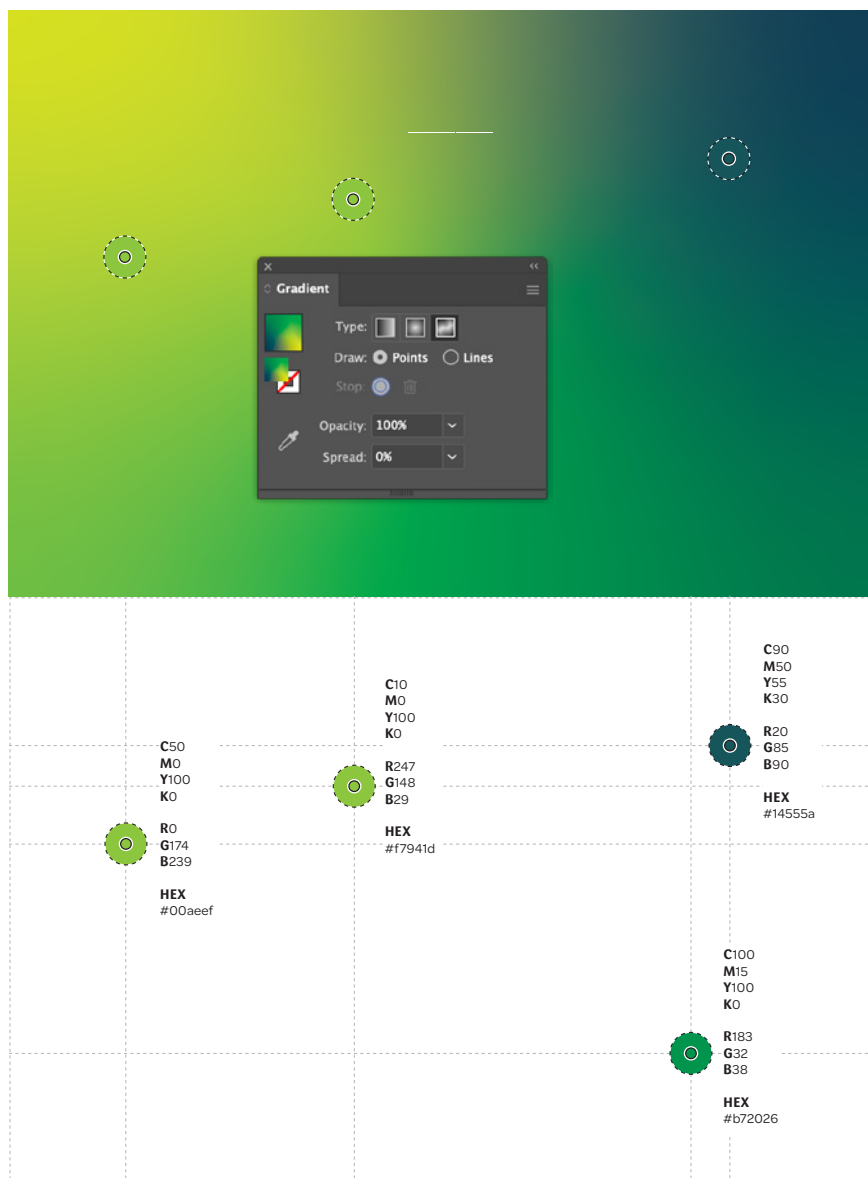 Gradient
Type:
Draw: Points Lines
Stop:
Opacity: 100%
Spread: 0%
C50
M0
Y100
K0
R0
G174
B239
HEX
#00aeef
C10
M0
Y100
K0
R247
G148
B29
HEX
#f7941d
C90
M50
Y55
K30
R20
G85
B90
HEX
#14555a
C100
M15
Y100
K0
R183
G32
B38
HEX
#b72026